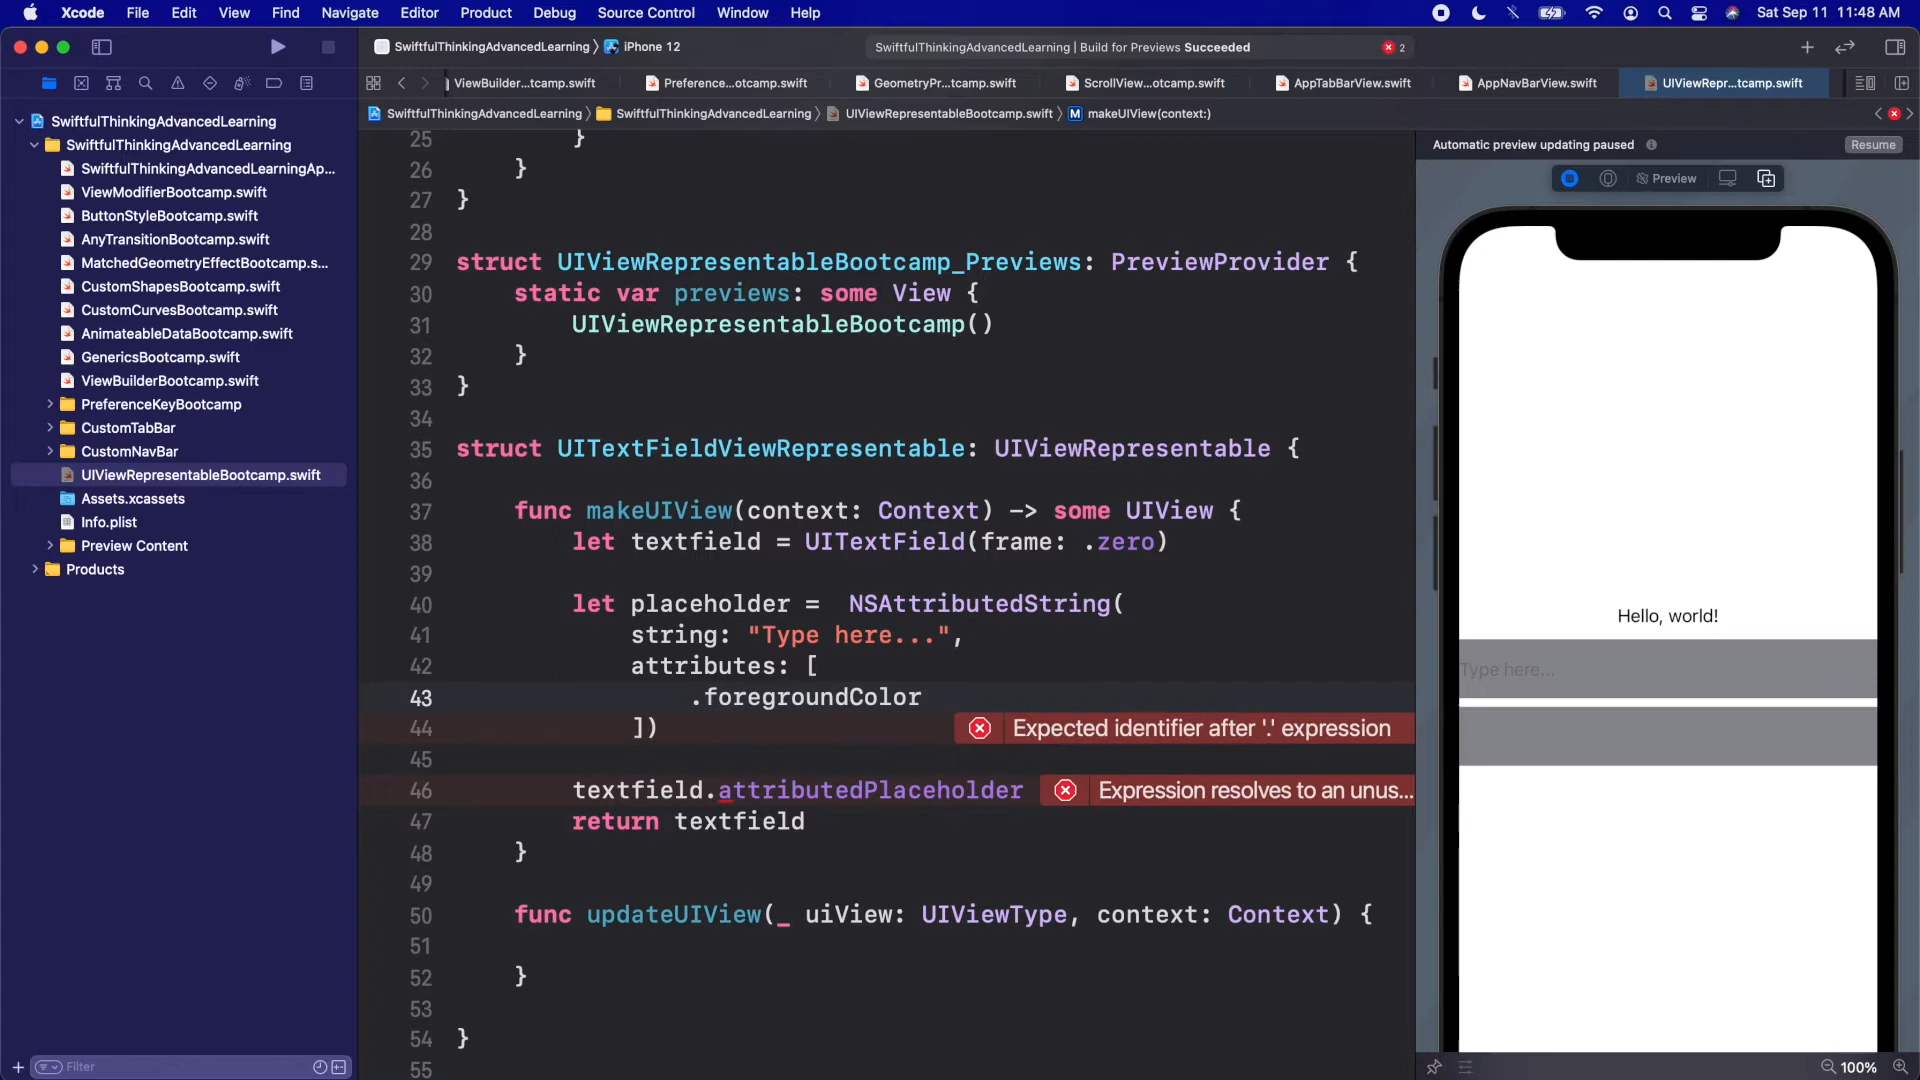 Xcode File Edit View Find Navigate Editor Product Debug Source Control Window Help Sat Sep 11 11:48 AM
SwiftfulThinkingAdvancedLearning 〉 iPhone 12 SwiftfulThinkingAdvancedLearning | Build for Previews Succeeded 2
ViewBuilder...tcamp.swift Preference...otcamp.swift GeometryPr...tcamp.swift ScrollView...otcamp.swift AppTabBarView.swift AppNavBarView.swift UIViewRepr...tcamp.swift
SwiftfulThinkingAdvancedLearning 〉 SwiftfulThinkingAdvancedLearning 〉 UIViewRepresentableBootcamp.swift 〉 M makeUIView(context:)
SwiftfulThinkingAdvancedLearning
SwiftfulThinkingAdvancedLearning
SwiftfulThinkingAdvancedLearningAp...
ViewModifierBootcamp.swift
ButtonStyleBootcamp.swift
AnyTransitionBootcamp.swift
MatchedGeometryEffectBootcamp.s...
CustomShapesBootcamp.swift
CustomCurvesBootcamp.swift
AnimateableDataBootcamp.swift
GenericsBootcamp.swift
ViewBuilderBootcamp.swift
PreferenceKeyBootcamp
CustomTabBar
CustomNavBar
UIViewRepresentableBootcamp.swift
Assets.xcassets
Info.plist
Preview Content
Products
Filter
25 }
26 }
27 }
28
29 struct UIViewRepresentableBootcamp_Previews: PreviewProvider {
30 static var previews: some View {
31 UIViewRepresentableBootcamp()
32 }
33 }
34
35 struct UITextFieldViewRepresentable: UIViewRepresentable {
36
37 func makeUIView(context: Context) -> some UIView {
38 let textfield = UITextField(frame: .zero)
39
40 let placeholder =  NSAttributedString(
41 string: "Type here...",
42 attributes: [
43 .foregroundColor
44 ]) Expected identifier after '.' expression
45
46 textfield.attributedPlaceholder Expression resolves to an unus...
47 return textfield
48 }
49
50 func updateUIView(_ uiView: UIViewType, context: Context) {
51
52 }
53
54 }
55
Automatic preview updating paused Resume
Preview
Hello, world!
Type here...
100%